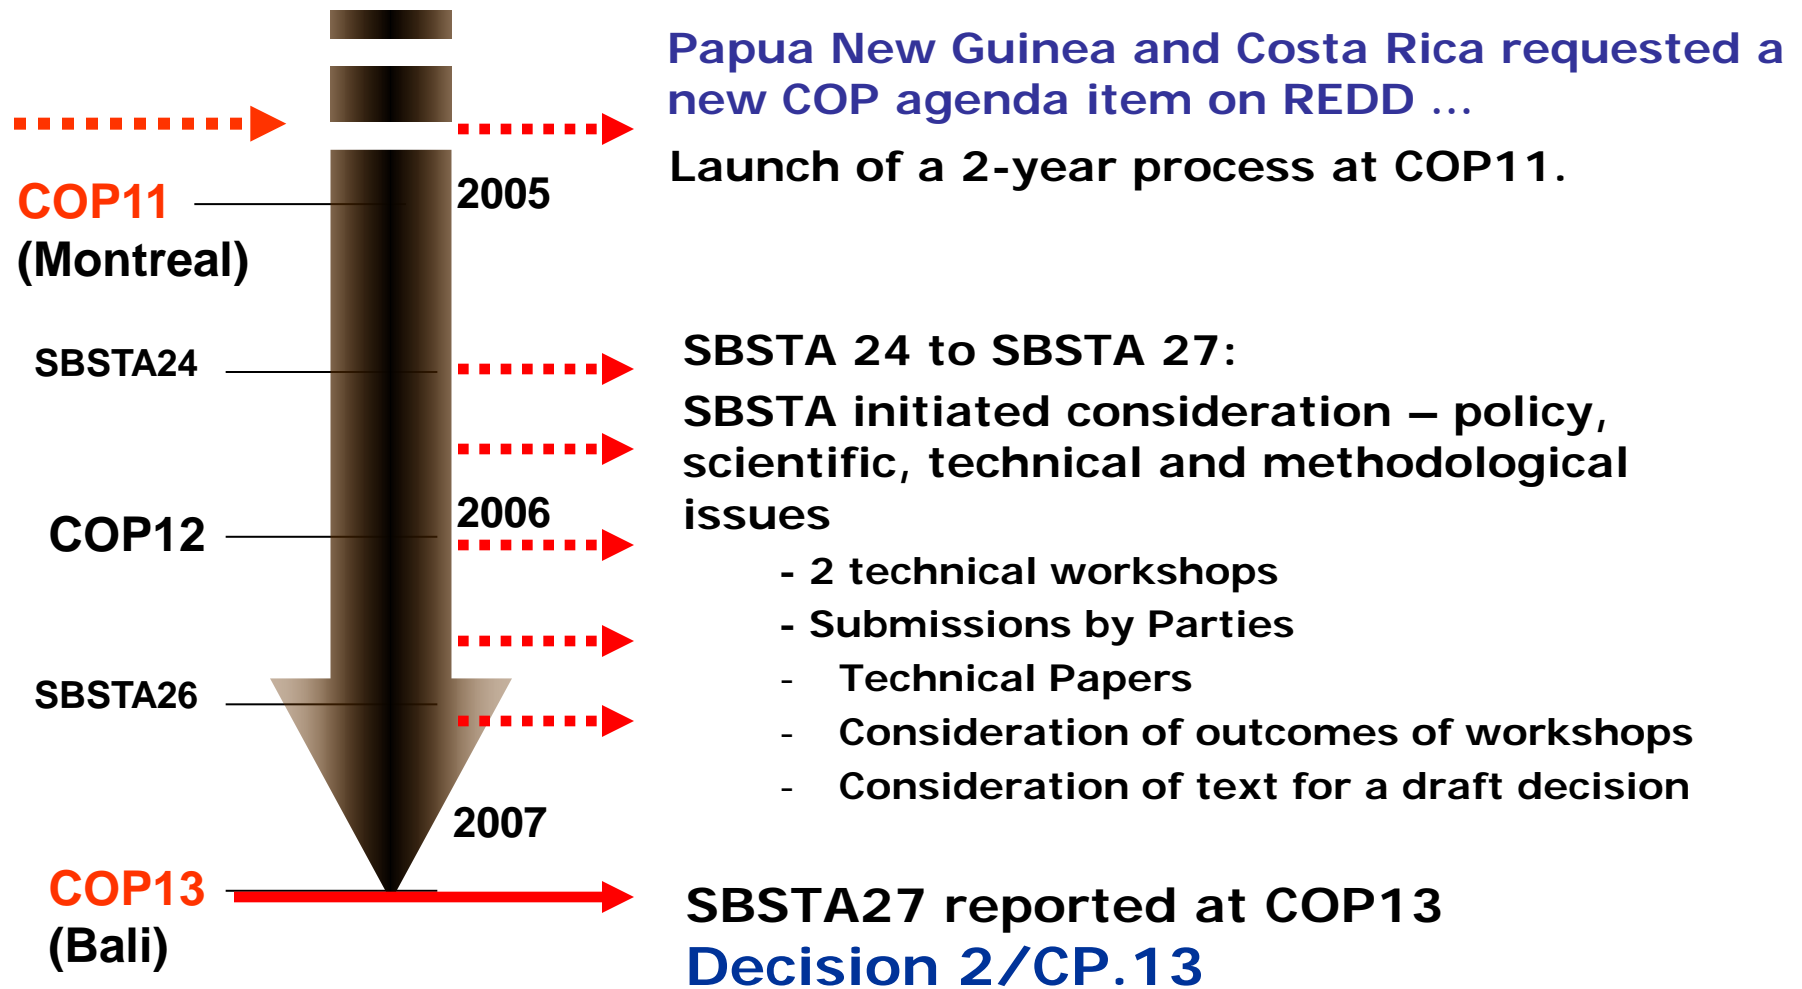 Papua New Guinea and Costa Rica requested a
new COP agenda item on REDD ...
Launch of a 2-year process at COP11.
COP11
(Montreal)
2005
SBSTA24
SBSTA 24 to SBSTA 27:
SBSTA initiated consideration – policy,
scientific, technical and methodological
issues
COP12
2006
- 2 technical workshops
- Submissions by Parties
- Technical Papers
- Consideration of outcomes of workshops
- Consideration of text for a draft decision
SBSTA26
2007
COP13
(Bali)
SBSTA27 reported at COP13
Decision 2/CP.13